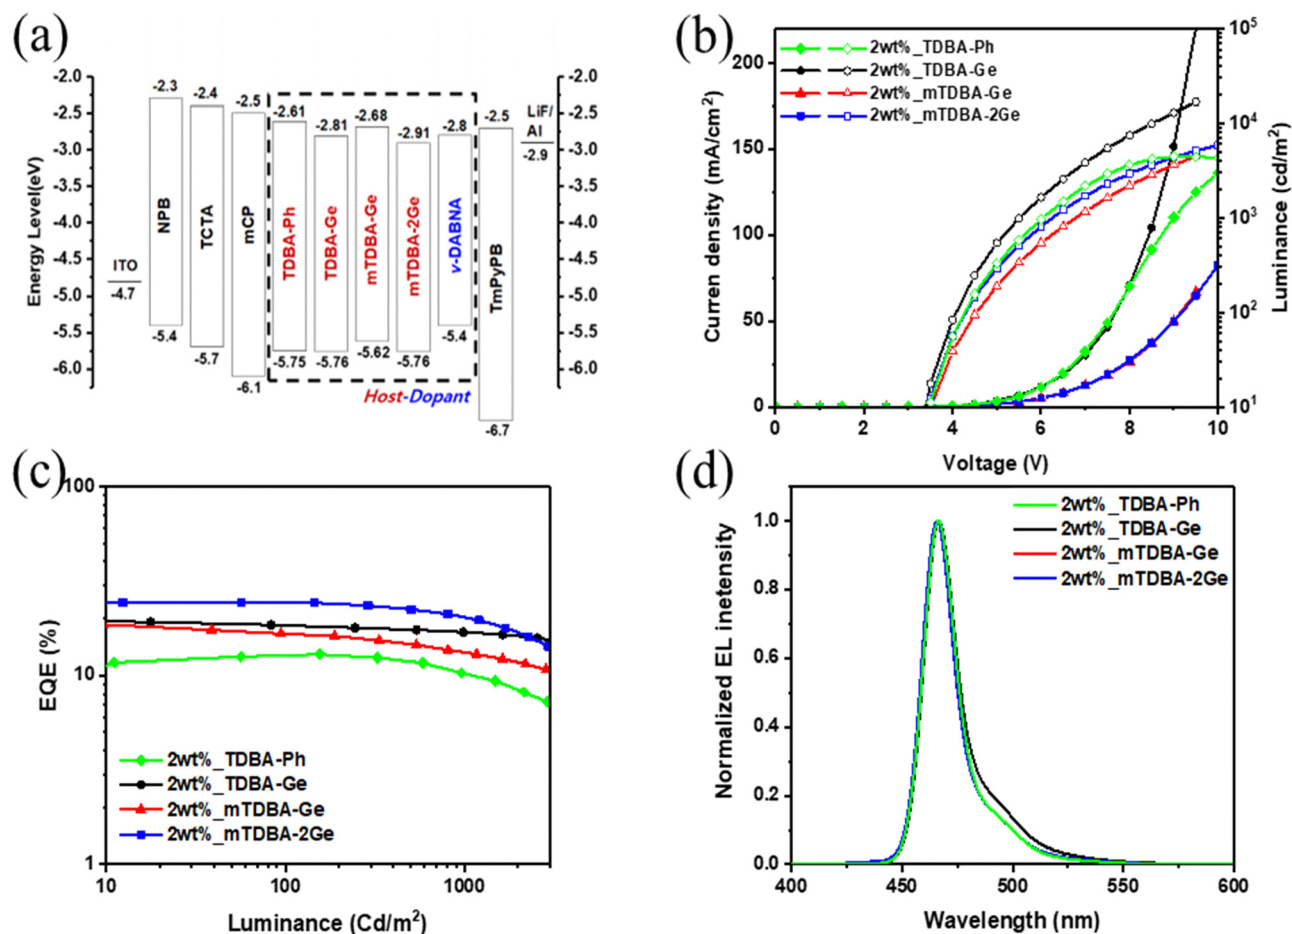 (a)
-2.0
-2.5
-3.0
-3.5
-4.0
-4.5
-5.0
-5.5
-6.0
Energy Level(eV)
ITO
-4.7
-2.3
NPB
-5.4
-2.4
TCTA
-5.7
-2.5
mCP
-6.1
-2.61
TDBA-Ph
-5.75
-2.81
TDBA-Ge
-5.76
-2.68
mTDBA-Ge
-5.62
-2.91
mTDBA-2Ge
-5.76
-2.8
v-DABNA
-5.4
Host-Dopant
-2.5
TmPyPB
-6.7
LiF/
Al
-2.9
-2.0
-2.5
-3.0
-3.5
-4.0
-4.5
-5.0
-5.5
-6.0
(b)
2wt%_TDBA-Ph
2wt%_TDBA-Ge
2wt%_mTDBA-Ge
2wt%_mTDBA-2Ge
200
150
100
50
0
Curren density (mA/cm²)
10⁵
10⁴
10³
10²
10¹
Luminance (cd/m²)
0 2 4 6 8 10
Voltage (V)
(c)
100
10
1
EQE (%)
2wt%_TDBA-Ph
2wt%_TDBA-Ge
2wt%_mTDBA-Ge
2wt%_mTDBA-2Ge
10 100 1000
Luminance (Cd/m²)
(d)
2wt%_TDBA-Ph
2wt%_TDBA-Ge
2wt%_mTDBA-Ge
2wt%_mTDBA-2Ge
1.0
0.8
0.6
0.4
0.2
0.0
Normalized EL inetensity
400 450 500 550 600
Wavelength (nm)